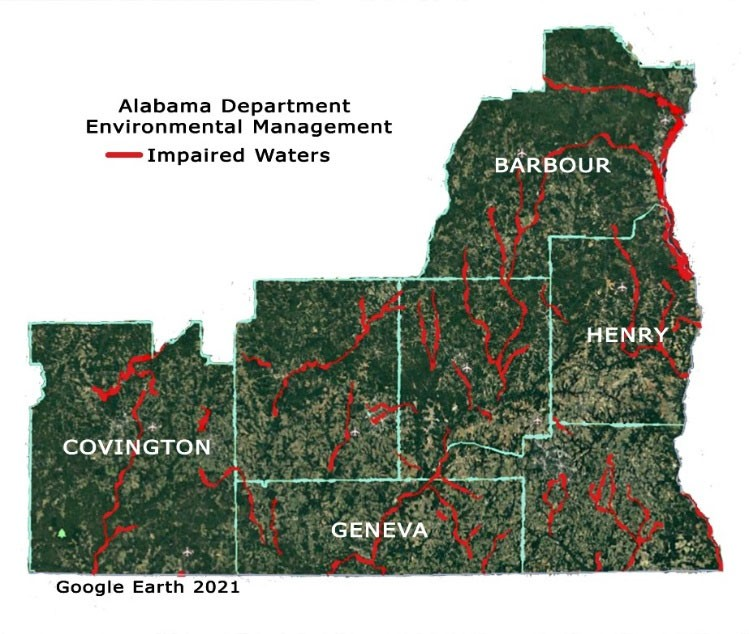 Alabama Department
Environmental Management
Impaired Waters
BARBOUR
HENRY
COVINGTON
GENEVA
Google Earth 2021